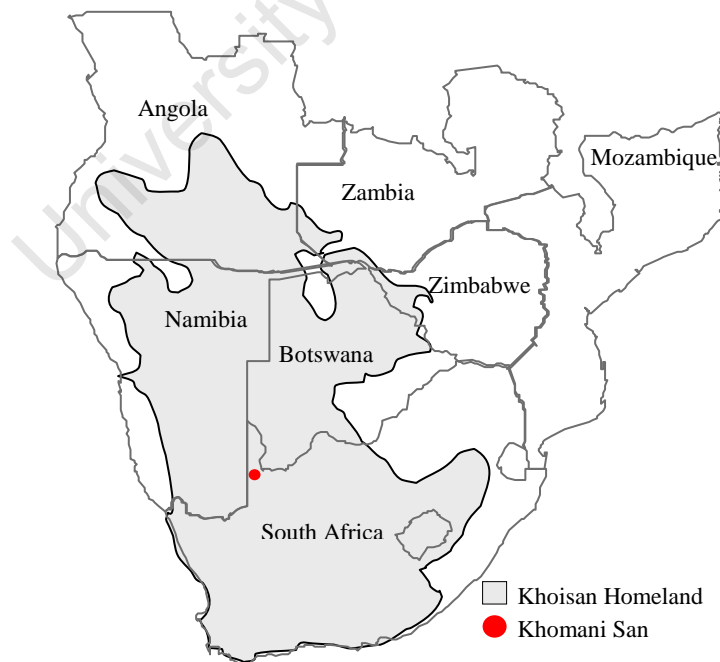 University
Angola
Mozambique
Zambia
Zimbabwe
Namibia
Botswana
South Africa
Khoisan Homeland
Khomani San